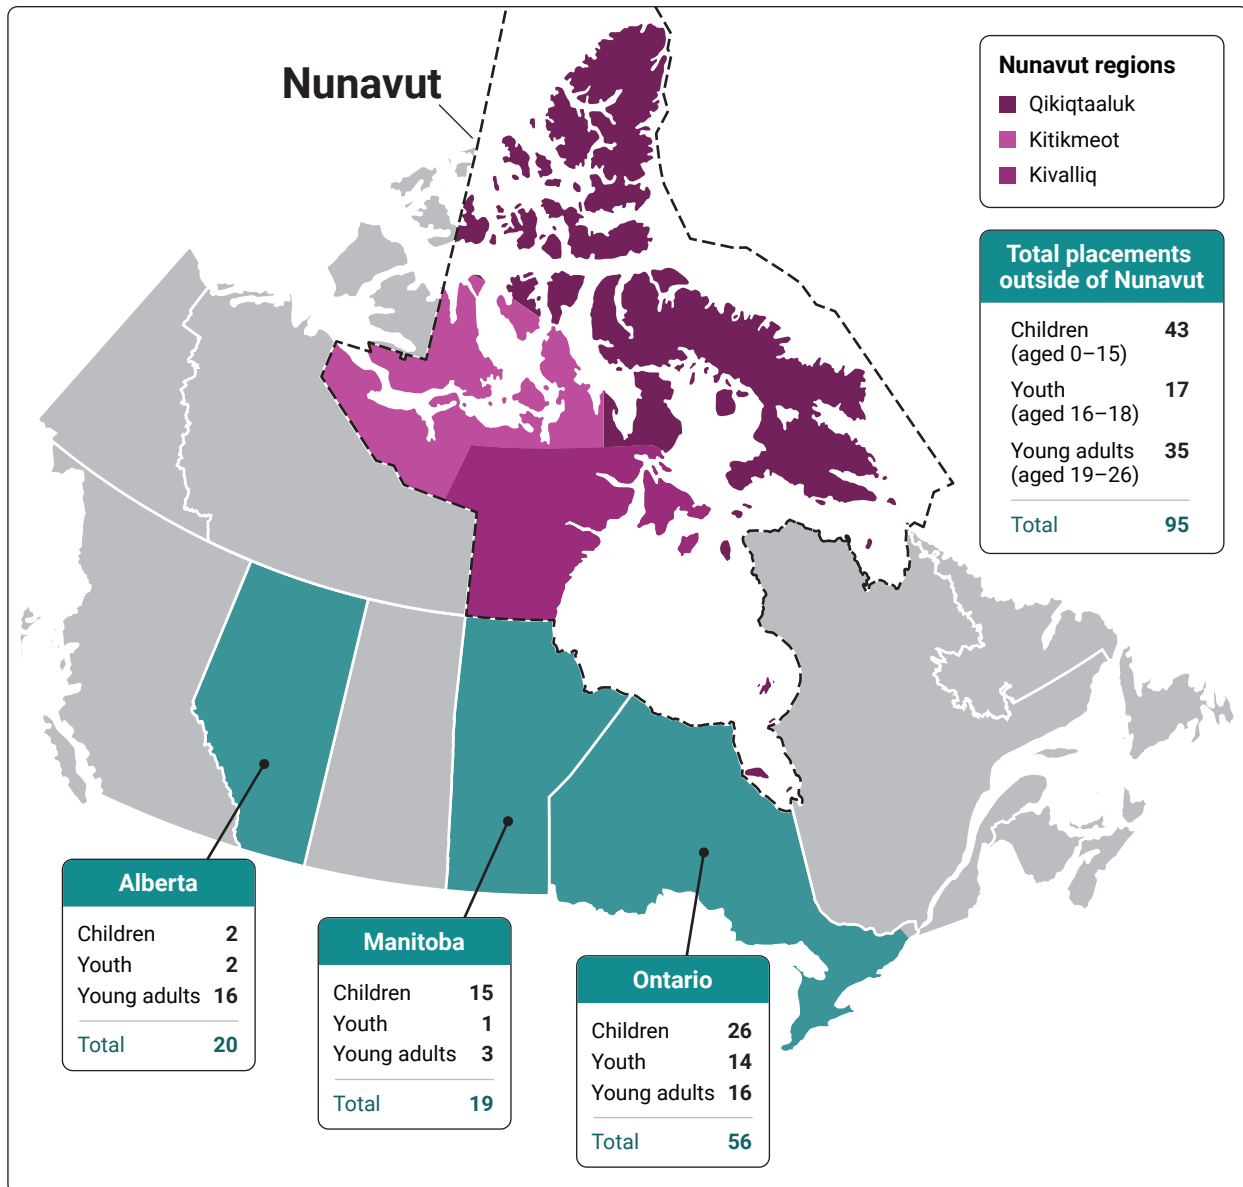 Nunavut
Nunavut regions
Qikiqtaaluk
Kitikmeot
Kivalliq
Total placements
outside of Nunavut
Children 43
(aged 0–15)
Youth 17
(aged 16–18)
Young adults 35
(aged 19–26)
Total 95
Alberta
Children 2
Youth 2
Young adults 16
Total 20
Manitoba
Children 15
Youth 1
Young adults 3
Total 19
Ontario
Children 26
Youth 14
Young adults 16
Total 56